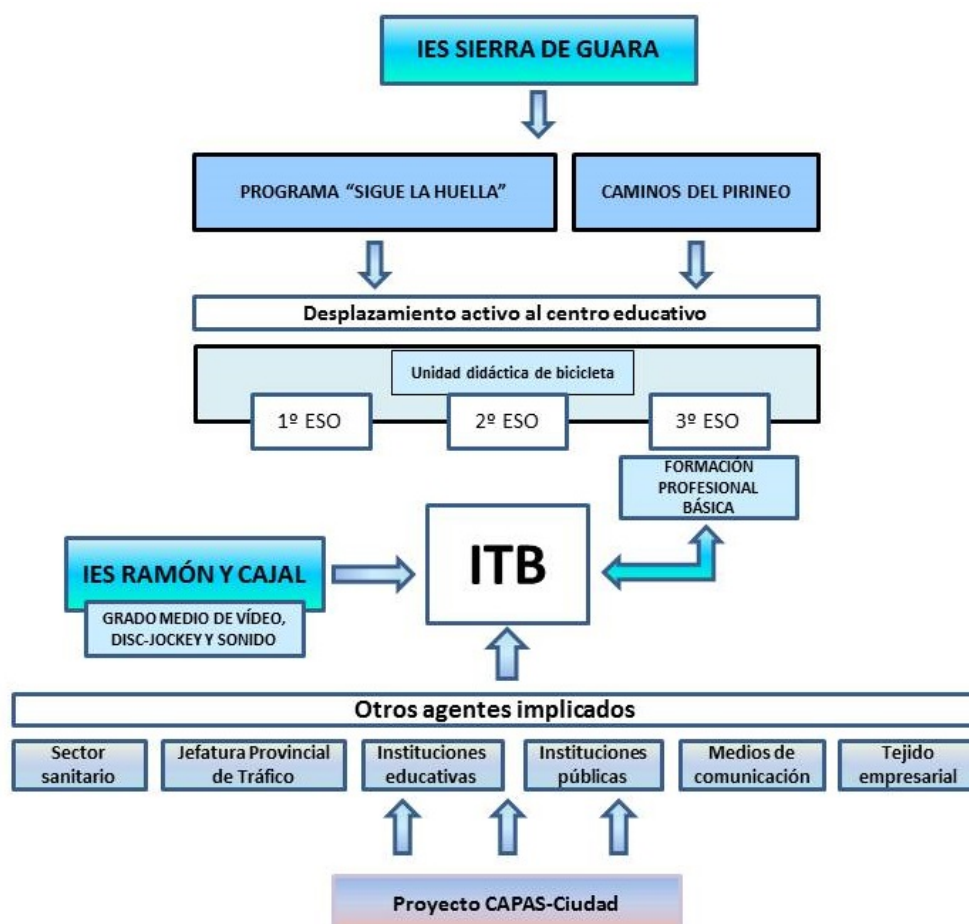 IES SIERRA DE GUARA
PROGRAMA “SIGUE LA HUELLA”
CAMINOS DEL PIRINEO
Desplazamiento activo al centro educativo
Unidad didáctica de bicicleta
1º ESO
2º ESO
3º ESO
FORMACIÓN
PROFESIONAL
BÁSICA
IES RAMÓN Y CAJAL
GRADO MEDIO DE VÍDEO,
DISC-JOCKEY Y SONIDO
ITB
Otros agentes implicados
Sector
sanitario
Jefatura Provincial
de Tráfico
Instituciones
educativas
Instituciones
públicas
Medios de
comunicación
Tejido
empresarial
Proyecto CAPAS-Ciudad